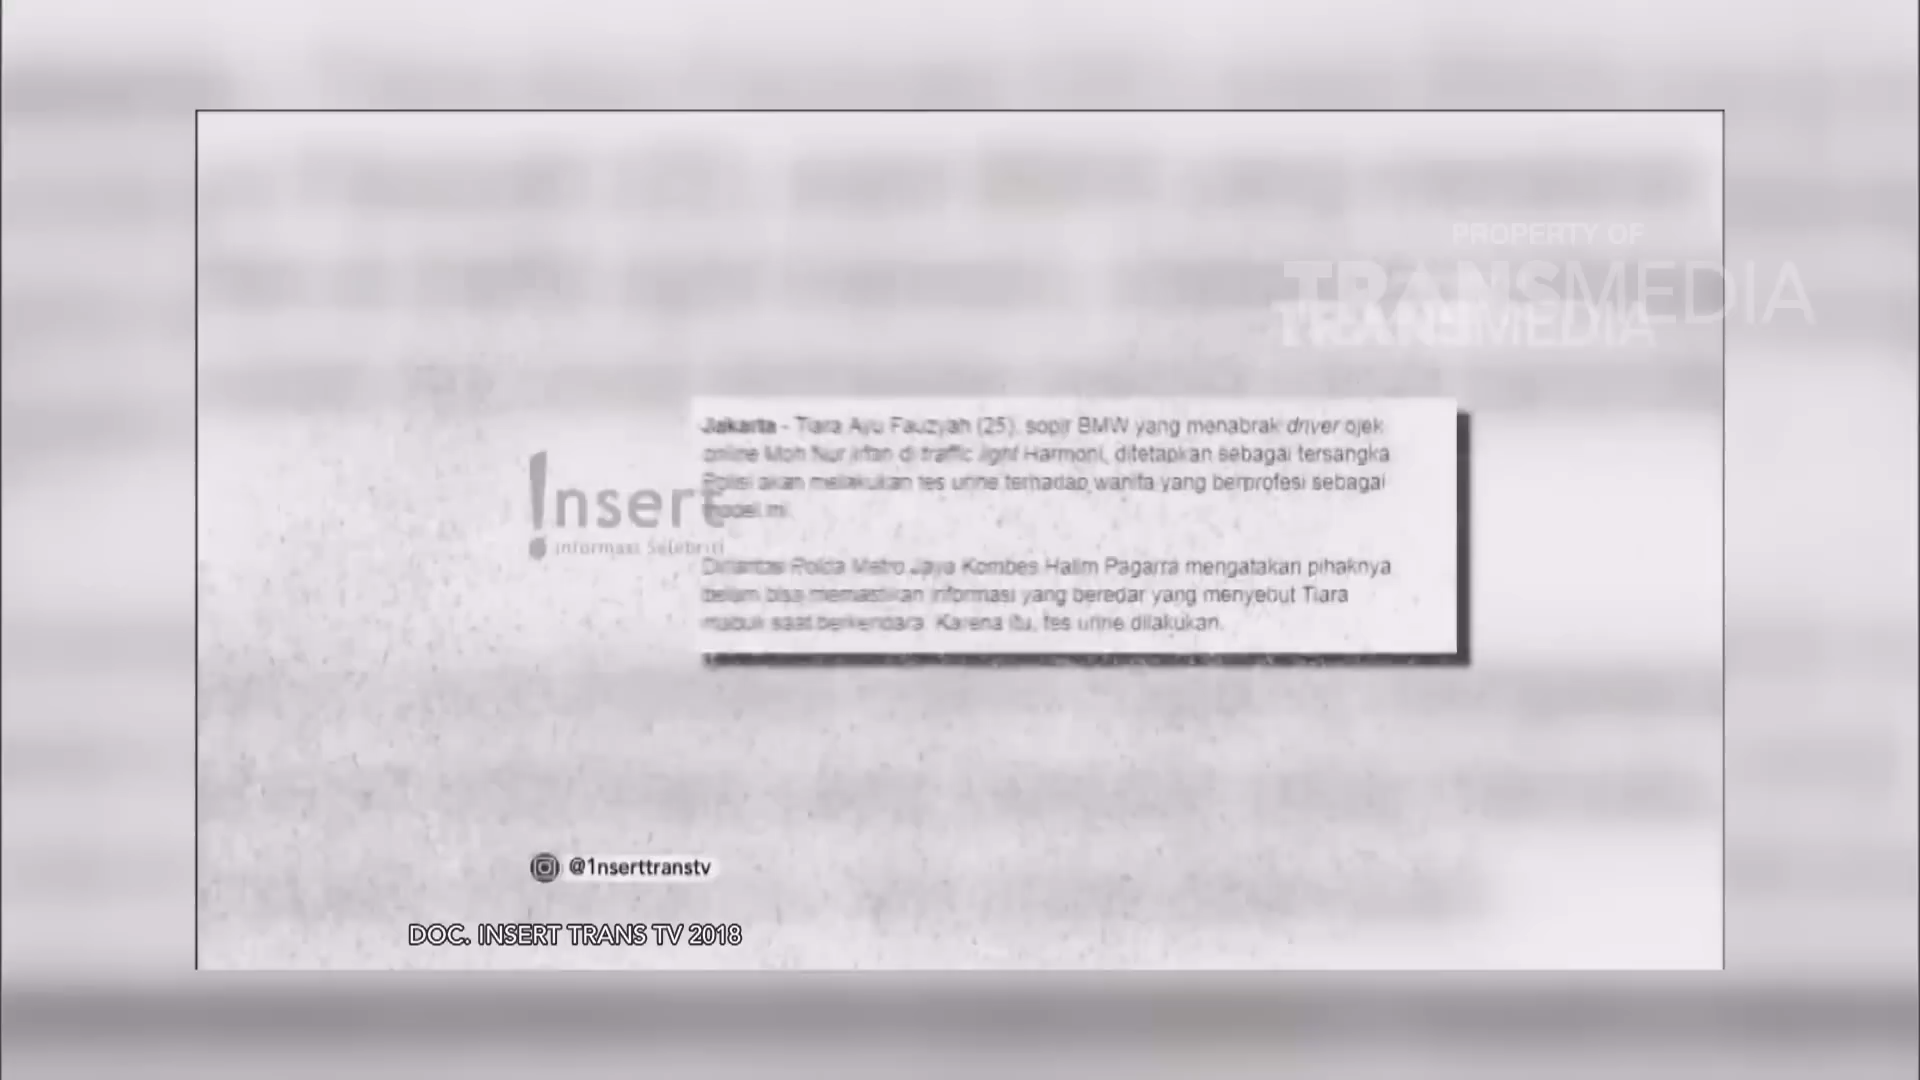 PROPERTY OF
TRANSMEDIA
TRANSMEDIA
Jakarta - Tiara Ayu Fauzyah (25), sopir BMW yang menabrak driver ojek
online Moh Nur Irfan di traffic light Harmoni, ditetapkan sebagai tersangka
Polisi akan melakukan tes urine terhadap wanita yang berprofesi sebagai
model ini.
Insert
Informasi Selebriti
Dirlantas Polda Metro Jaya Kombes Halim Pagarra mengatakan pihaknya
belum bisa memastikan informasi yang beredar yang menyebut Tiara
mabuk saat berkendara. Karena itu, tes urine dilakukan.
@1nserttranstv
DOC. INSERT TRANS TV 2018